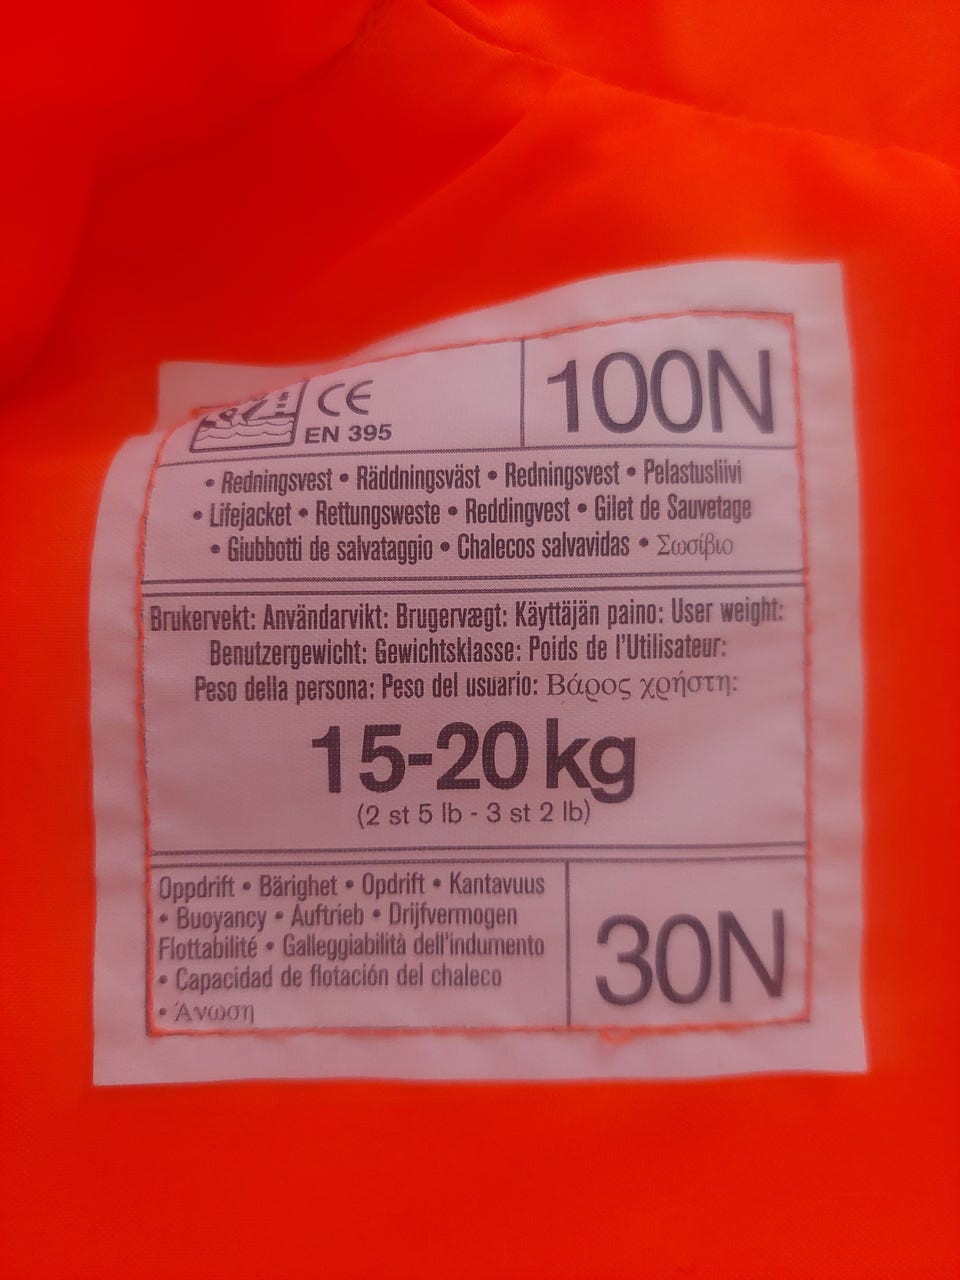 CE 100N
EN 395
• Redningsvest • Räddningsväst • Redningsvest • Pelastusliivi
• Lifejacket • Rettungsweste • Reddingvest • Gilet de Sauvetage
• Giubbotti de salvataggio • Chalecos salvavidas • Σωσίβιο
Brukervekt: Användarvikt: Brugervægt: Käyttäjän paino: User weight:
Benutzergewicht: Gewichtsklasse: Poids de l'Utilisateur:
Peso della persona: Peso del usuario: Βάρος χρήστη:
15-20 kg
(2 st 5 lb - 3 st 2 lb)
Oppdrift • Bärighet • Opdrift • Kantavuus
• Buoyancy • Auftrieb • Drijfvermogen
Flottabilité • Galleggiabilità dell'indumento
• Capacidad de flotación del chaleco
• Άνωση
30N